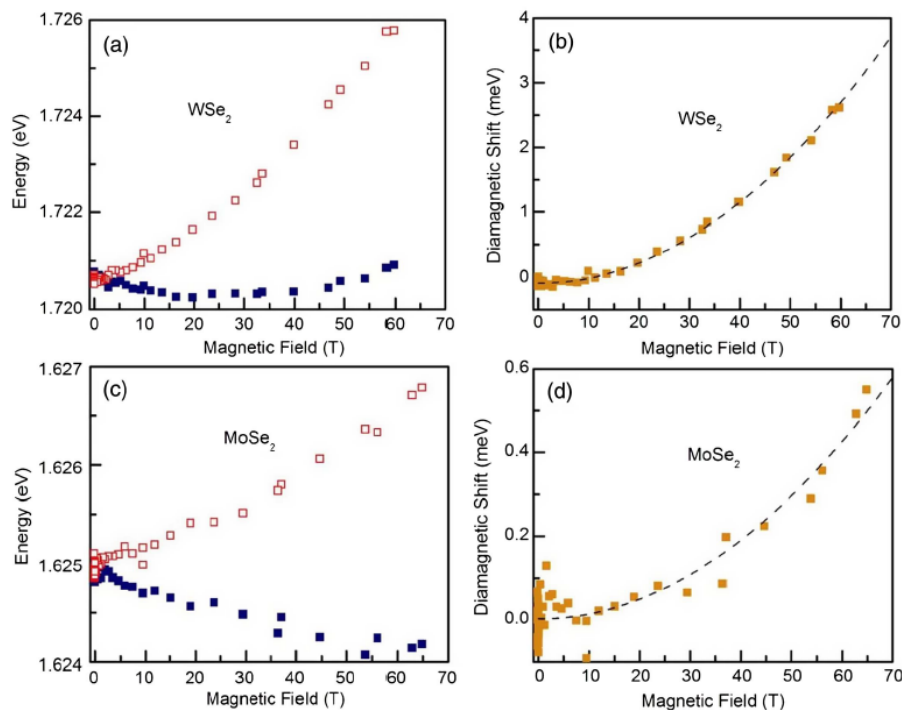 (a)
WSe2
Energy (eV)
1.726
1.724
1.722
1.720
0 10 20 30 40 50 60 70
Magnetic Field (T)
(b)
WSe2
Diamagnetic Shift (meV)
4
3
2
1
0
0 10 20 30 40 50 60 70
Magnetic Field (T)
(c)
MoSe2
Energy (eV)
1.627
1.626
1.625
1.624
0 10 20 30 40 50 60 70
Magnetic Field (T)
(d)
MoSe2
Diamagnetic Shift (meV)
0.6
0.4
0.2
0.0
0 10 20 30 40 50 60 70
Magnetic Field (T)